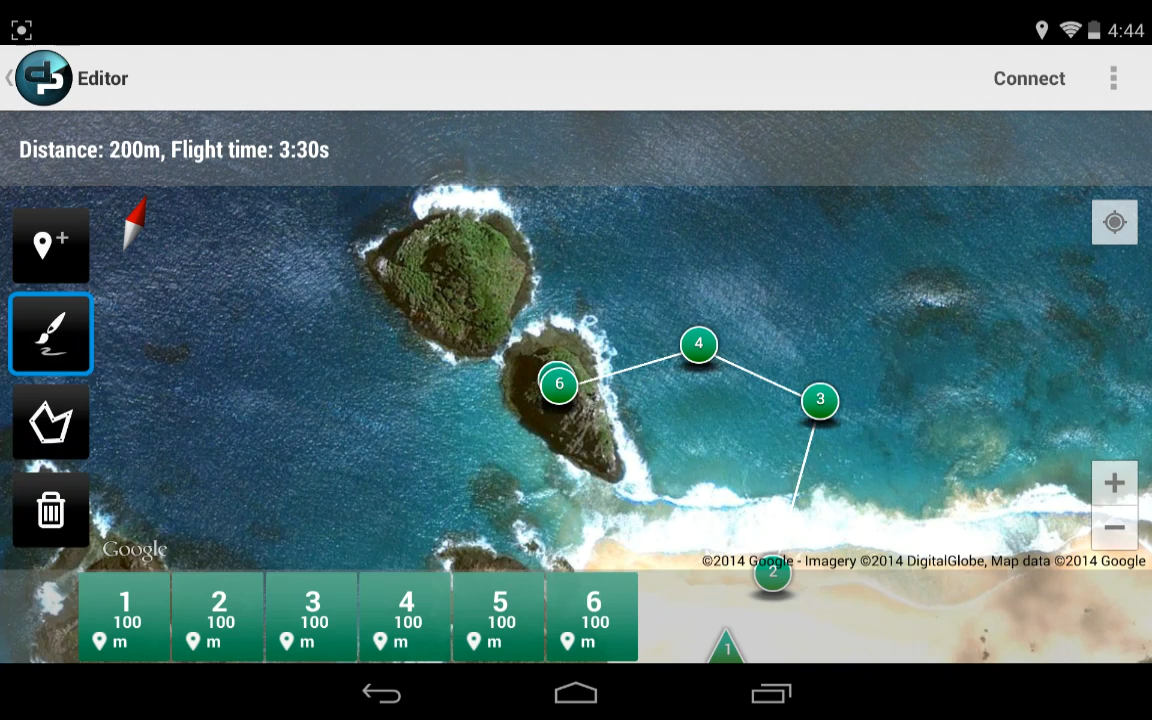 4:44
Editor
Connect
Distance: 200m, Flight time: 3:30s
4
3
6
Google
©2014 Google - Imagery ©2014 DigitalGlobe, Map data ©2014 Google
2
1
1 2 3 4 5 6
100 100 100 100 100 100
m m m m m m